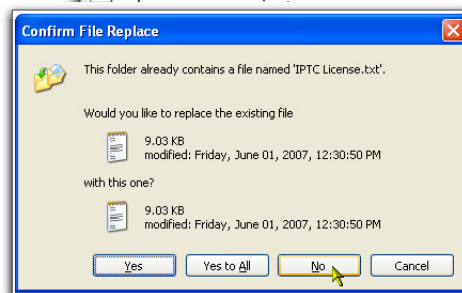 Confirm File Replace
This folder already contains a file named 'IPTC License.txt'.
Would you like to replace the existing file
9.03 KB
modified: Friday, June 01, 2007, 12:30:50 PM
with this one?
9.03 KB
modified: Friday, June 01, 2007, 12:30:50 PM
Yes Yes to All No Cancel